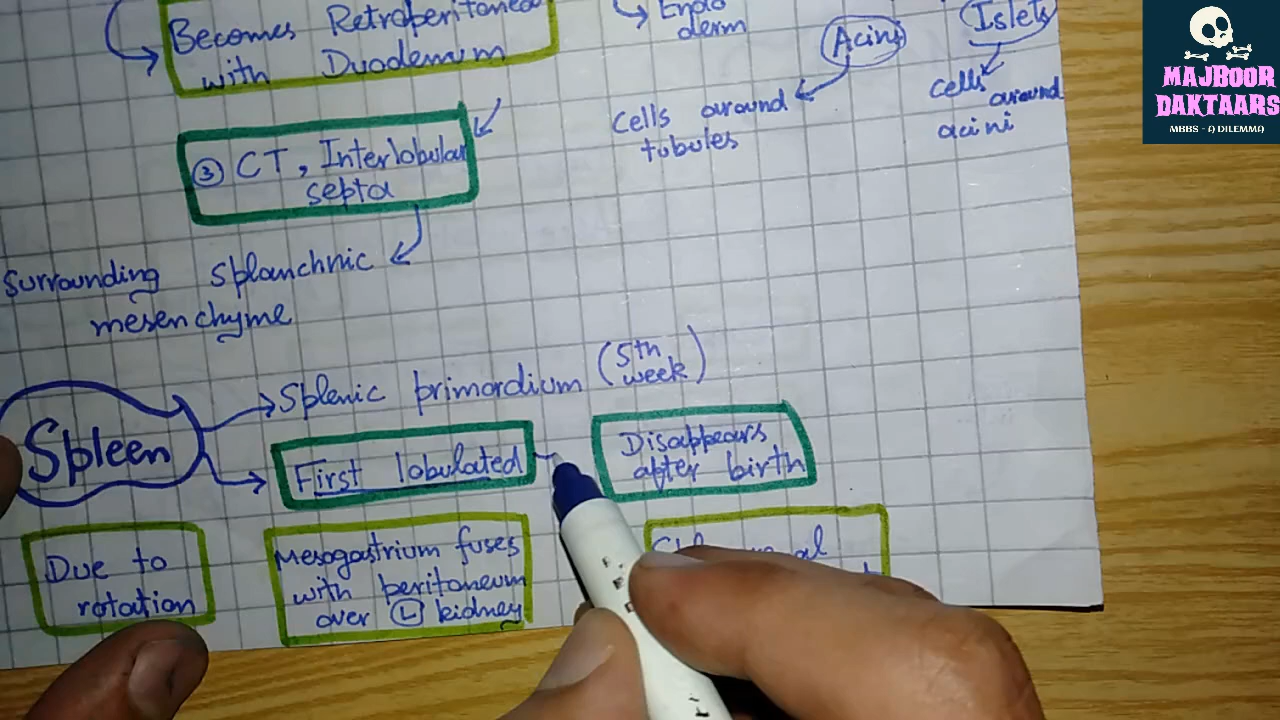 Becomes Retroperitonea
with Duodenum
Endo
derm
Acini
Islets
Cells around
tubules
cells around
acini
③ CT, Interlobular
septa
surrounding splanchnic
mesenchyme
Spleen
Splenic primordium (5th
week)
First lobulated
Disappears
after birth
Due to
rotation
Mesogastrium fuses
with peritoneum
over Ⓛ kidney
MAJBOOR
DAKTAARS
MBBS - A DILEMMA